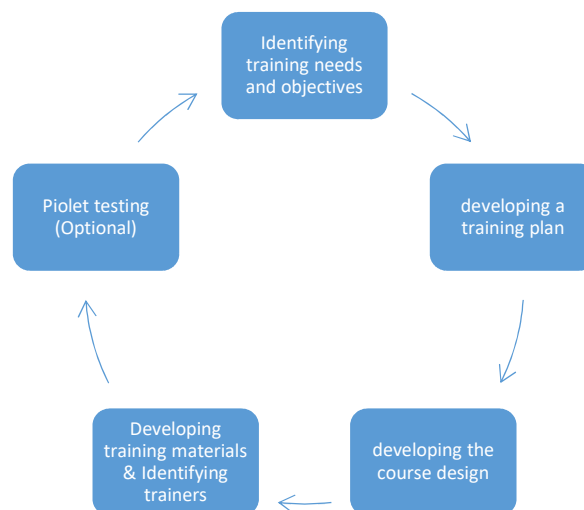 Identifying
training needs
and objectives
developing a
training plan
developing the
course design
Developing
training materials
& Identifying
trainers
Piolet testing
(Optional)